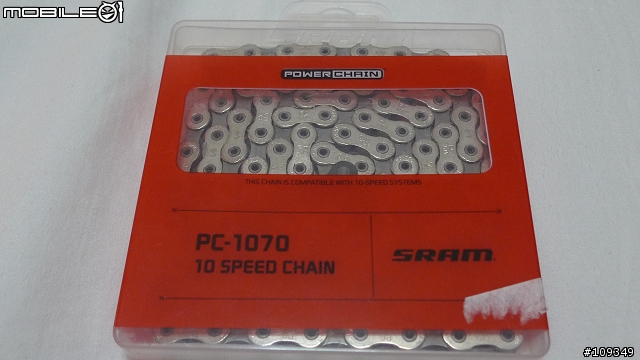 MOBILE01
POWERCHAIN
THIS CHAIN IS COMPATIBLE WITH 10-SPEED SYSTEMS
PC-1070
10 SPEED CHAIN
SRAM
#109349